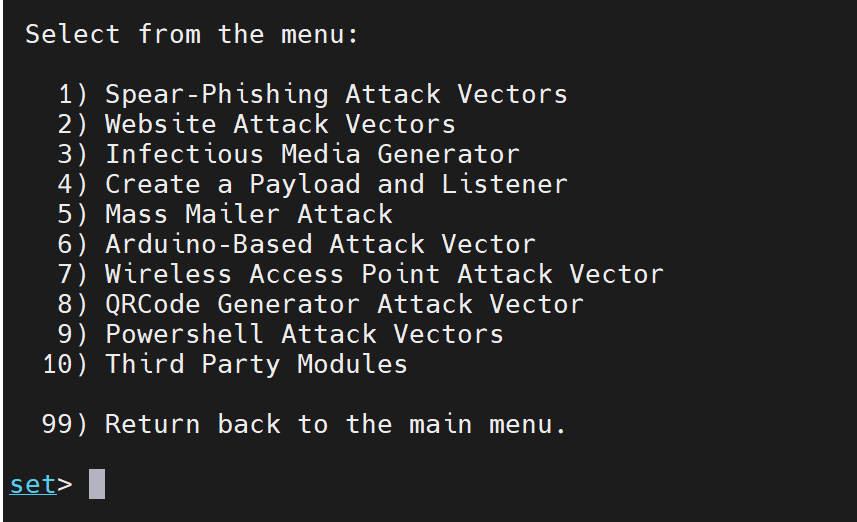 Select from the menu:
1) Spear-Phishing Attack Vectors
2) Website Attack Vectors
3) Infectious Media Generator
4) Create a Payload and Listener
5) Mass Mailer Attack
6) Arduino-Based Attack Vector
7) Wireless Access Point Attack Vector
8) QRCode Generator Attack Vector
9) Powershell Attack Vectors
10) Third Party Modules
99) Return back to the main menu.
set>